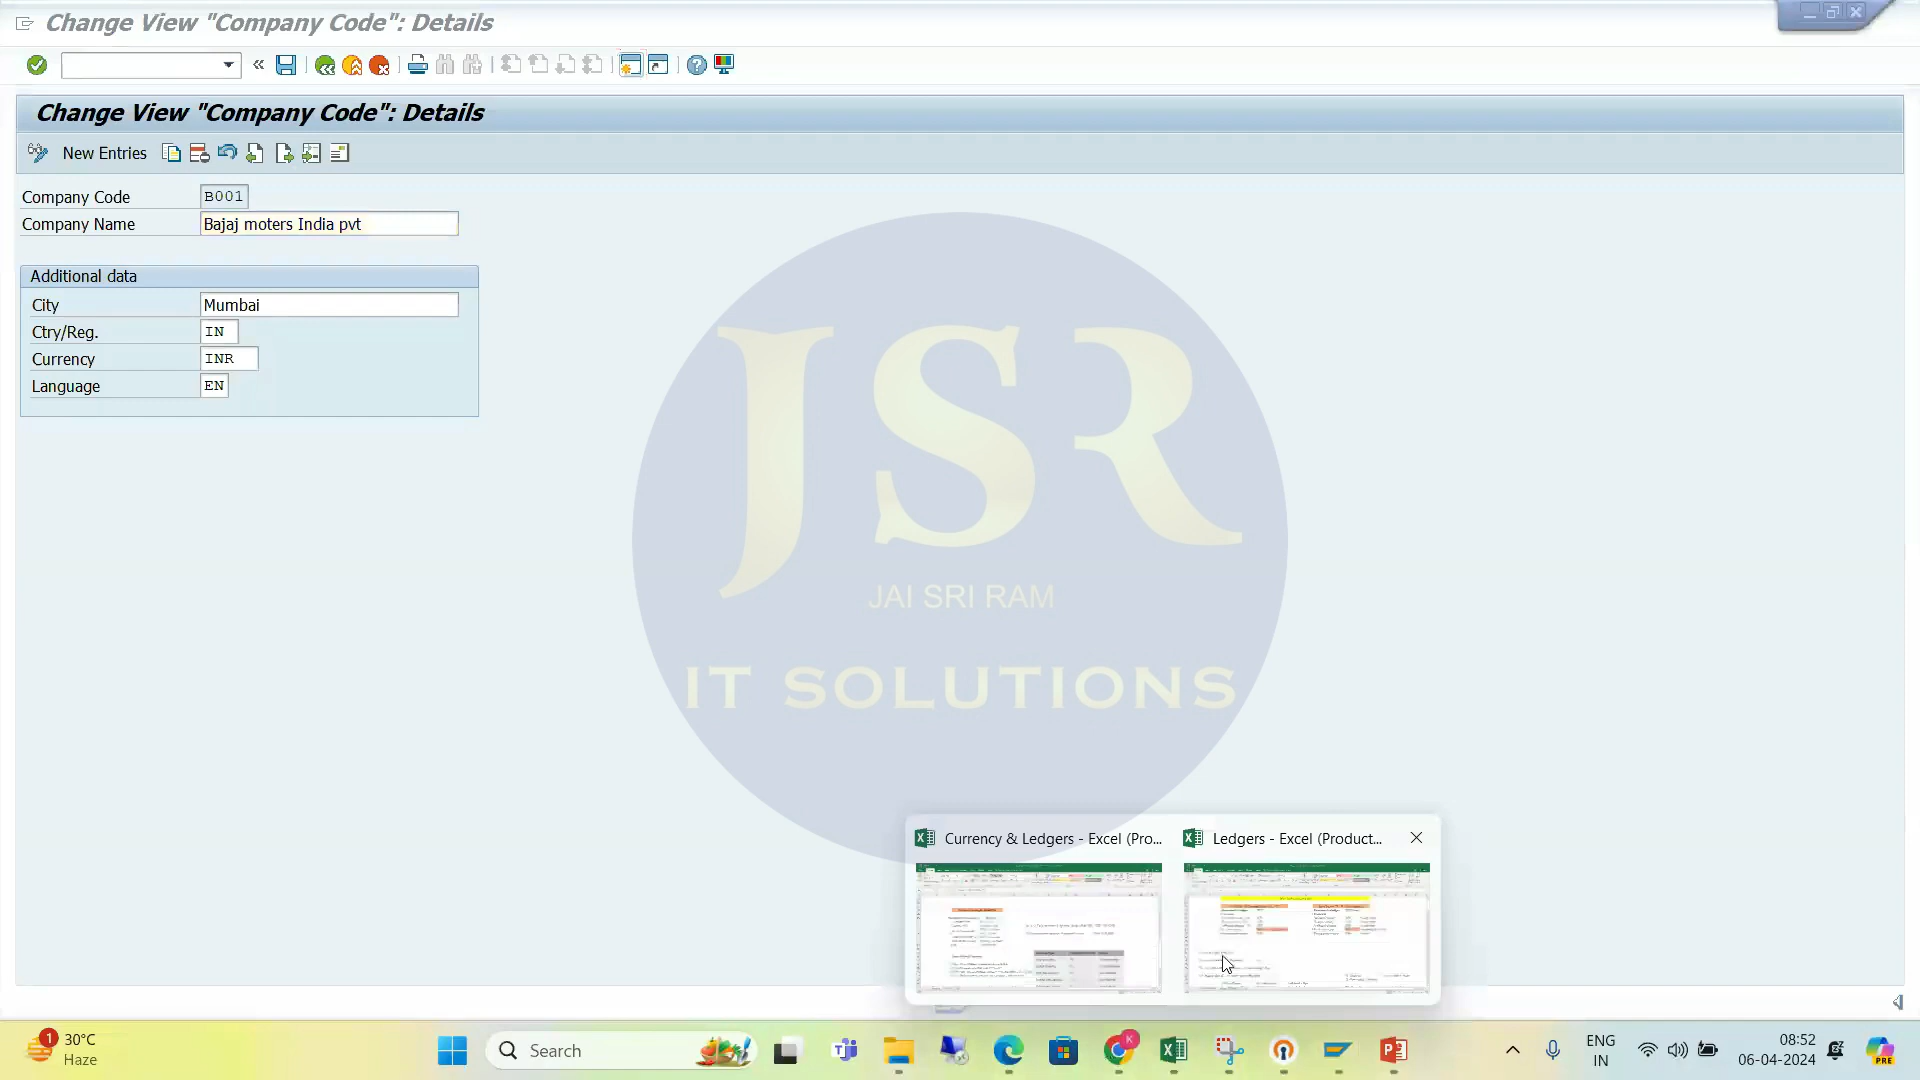 Change View "Company Code": Details
Change View "Company Code": Details
New Entries
Company Code B001
Company Name Bajaj moters India pvt
Additional data
City Mumbai
Ctry/Reg. IN
Currency INR
Language EN
JSR
JAI SRI RAM
IT SOLUTIONS
Currency & Ledgers - Excel (Pro...
Ledgers - Excel (Product...
1
30°C
Haze
Search
K
ENG
IN
08:52
06-04-2024
PRE